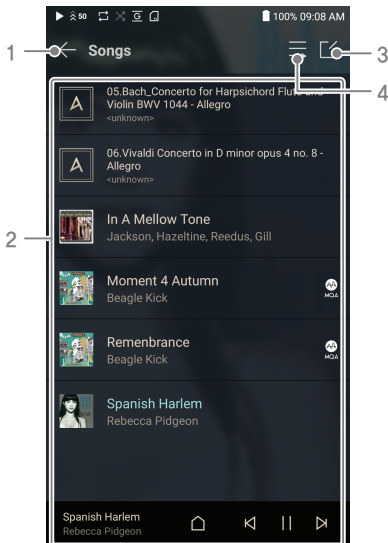 50 G 100% 09:08 AM
1 Songs 3
4
05.Bach_Concerto for Harpsichord Flute and
Violin BWV 1044 - Allegro
<unknown>
06.Vivaldi Concerto in D minor opus 4 no. 8 -
Allegro
<unknown>
2
In A Mellow Tone
Jackson, Hazeltine, Reedus, Gill
Moment 4 Autumn
Beagle Kick
MQA
Remenbrance
Beagle Kick
MQA
Spanish Harlem
Rebecca Pidgeon
Spanish Harlem
Rebecca Pidgeon